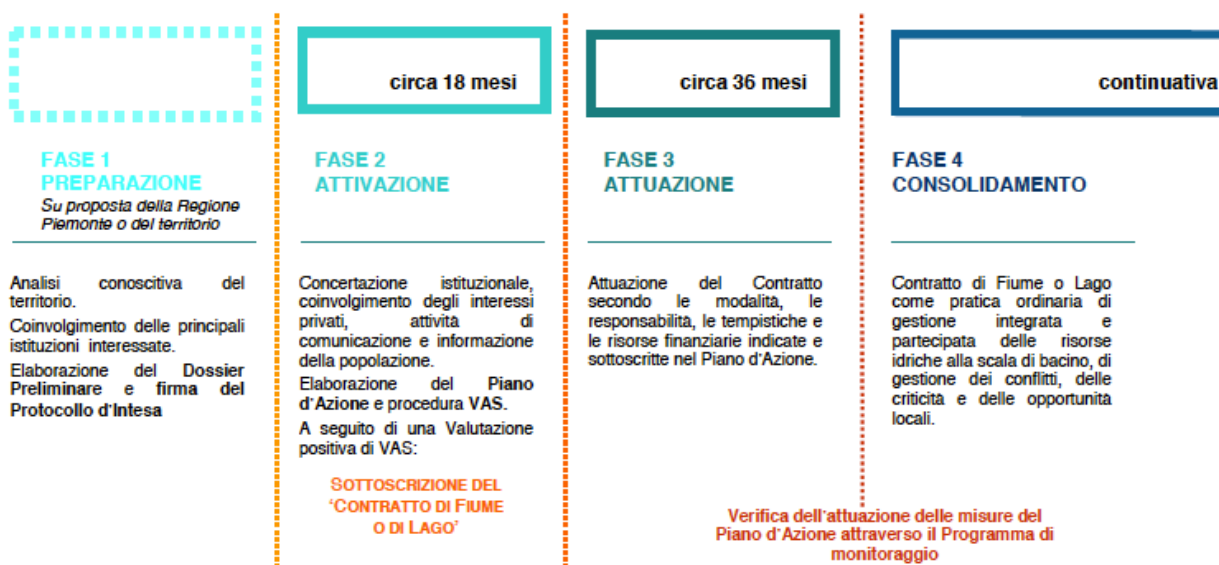 circa 18 mesi
circa 36 mesi
continuativa
FASE 1
PREPARAZIONE
Su proposta della Regione
Piemonte o del territorio
Analisi conoscitiva del
territorio.
Coinvolgimento delle principali
istituzioni interessate.
Elaborazione del Dossier
Preliminare e firma del
Protocollo d'Intesa
FASE 2
ATTIVAZIONE
Concertazione istituzionale,
coinvolgimento degli interessi
privati, attività di
comunicazione e informazione
della popolazione.
Elaborazione del Piano
d'Azione e procedura VAS.
A seguito di una Valutazione
positiva di VAS:
SOTTOSCRIZIONE DEL
'CONTRATTO DI FIUME
O DI LAGO'
FASE 3
ATTUAZIONE
Attuazione del Contratto
secondo le modalità, le
responsabilità, le tempistiche e
le risorse finanziarie indicate e
sottoscritte nel Piano d'Azione.
FASE 4
CONSOLIDAMENTO
Contratto di Fiume o Lago
come pratica ordinaria di
gestione integrata e
partecipata delle risorse
idriche alla scala di bacino, di
gestione dei conflitti, delle
criticità e delle opportunità
locali.
Verifica dell'attuazione delle misure del
Piano d'Azione attraverso il Programma di
monitoraggio